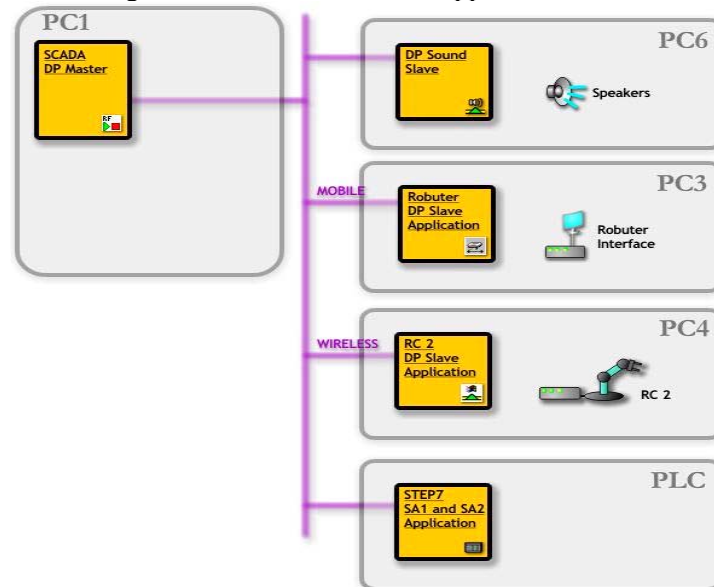 PC1
SCADA
DP Master
RF
PC6
DP Sound
Slave
Speakers
PC3
MOBILE
Robuter
DP Slave
Application
Robuter
Interface
PC4
WIRELESS
RC 2
DP Slave
Application
RC 2
PLC
STEP7
SA1 and SA2
Application